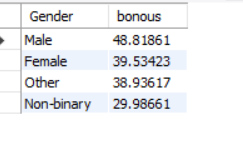 Gender bonous
Male 48.81861
Female 39.53423
Other 38.93617
Non-binary 29.98661